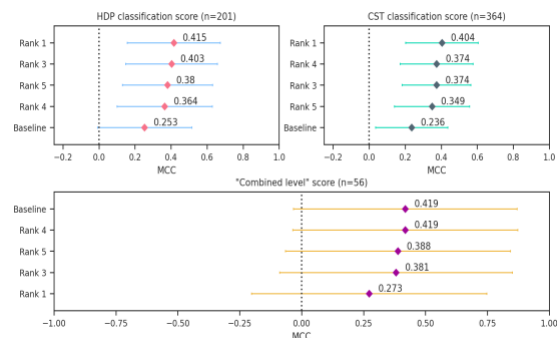 HDP classification score (n=201)
Rank 1
0.415
Rank 3
0.403
Rank 5
0.38
Rank 4
0.364
Baseline
0.253
−0.2 0.0 0.2 0.4 0.6 0.8 1.0
MCC
CST classification score (n=364)
Rank 1
0.404
Rank 4
0.374
Rank 3
0.374
Rank 5
0.349
Baseline
0.236
−0.2 0.0 0.2 0.4 0.6 0.8 1.0
MCC
"Combined level" score (n=56)
Baseline
0.419
Rank 4
0.419
Rank 5
0.388
Rank 3
0.381
Rank 1
0.273
−1.00 −0.75 −0.50 −0.25 0.00 0.25 0.50 0.75 1.00
MCC